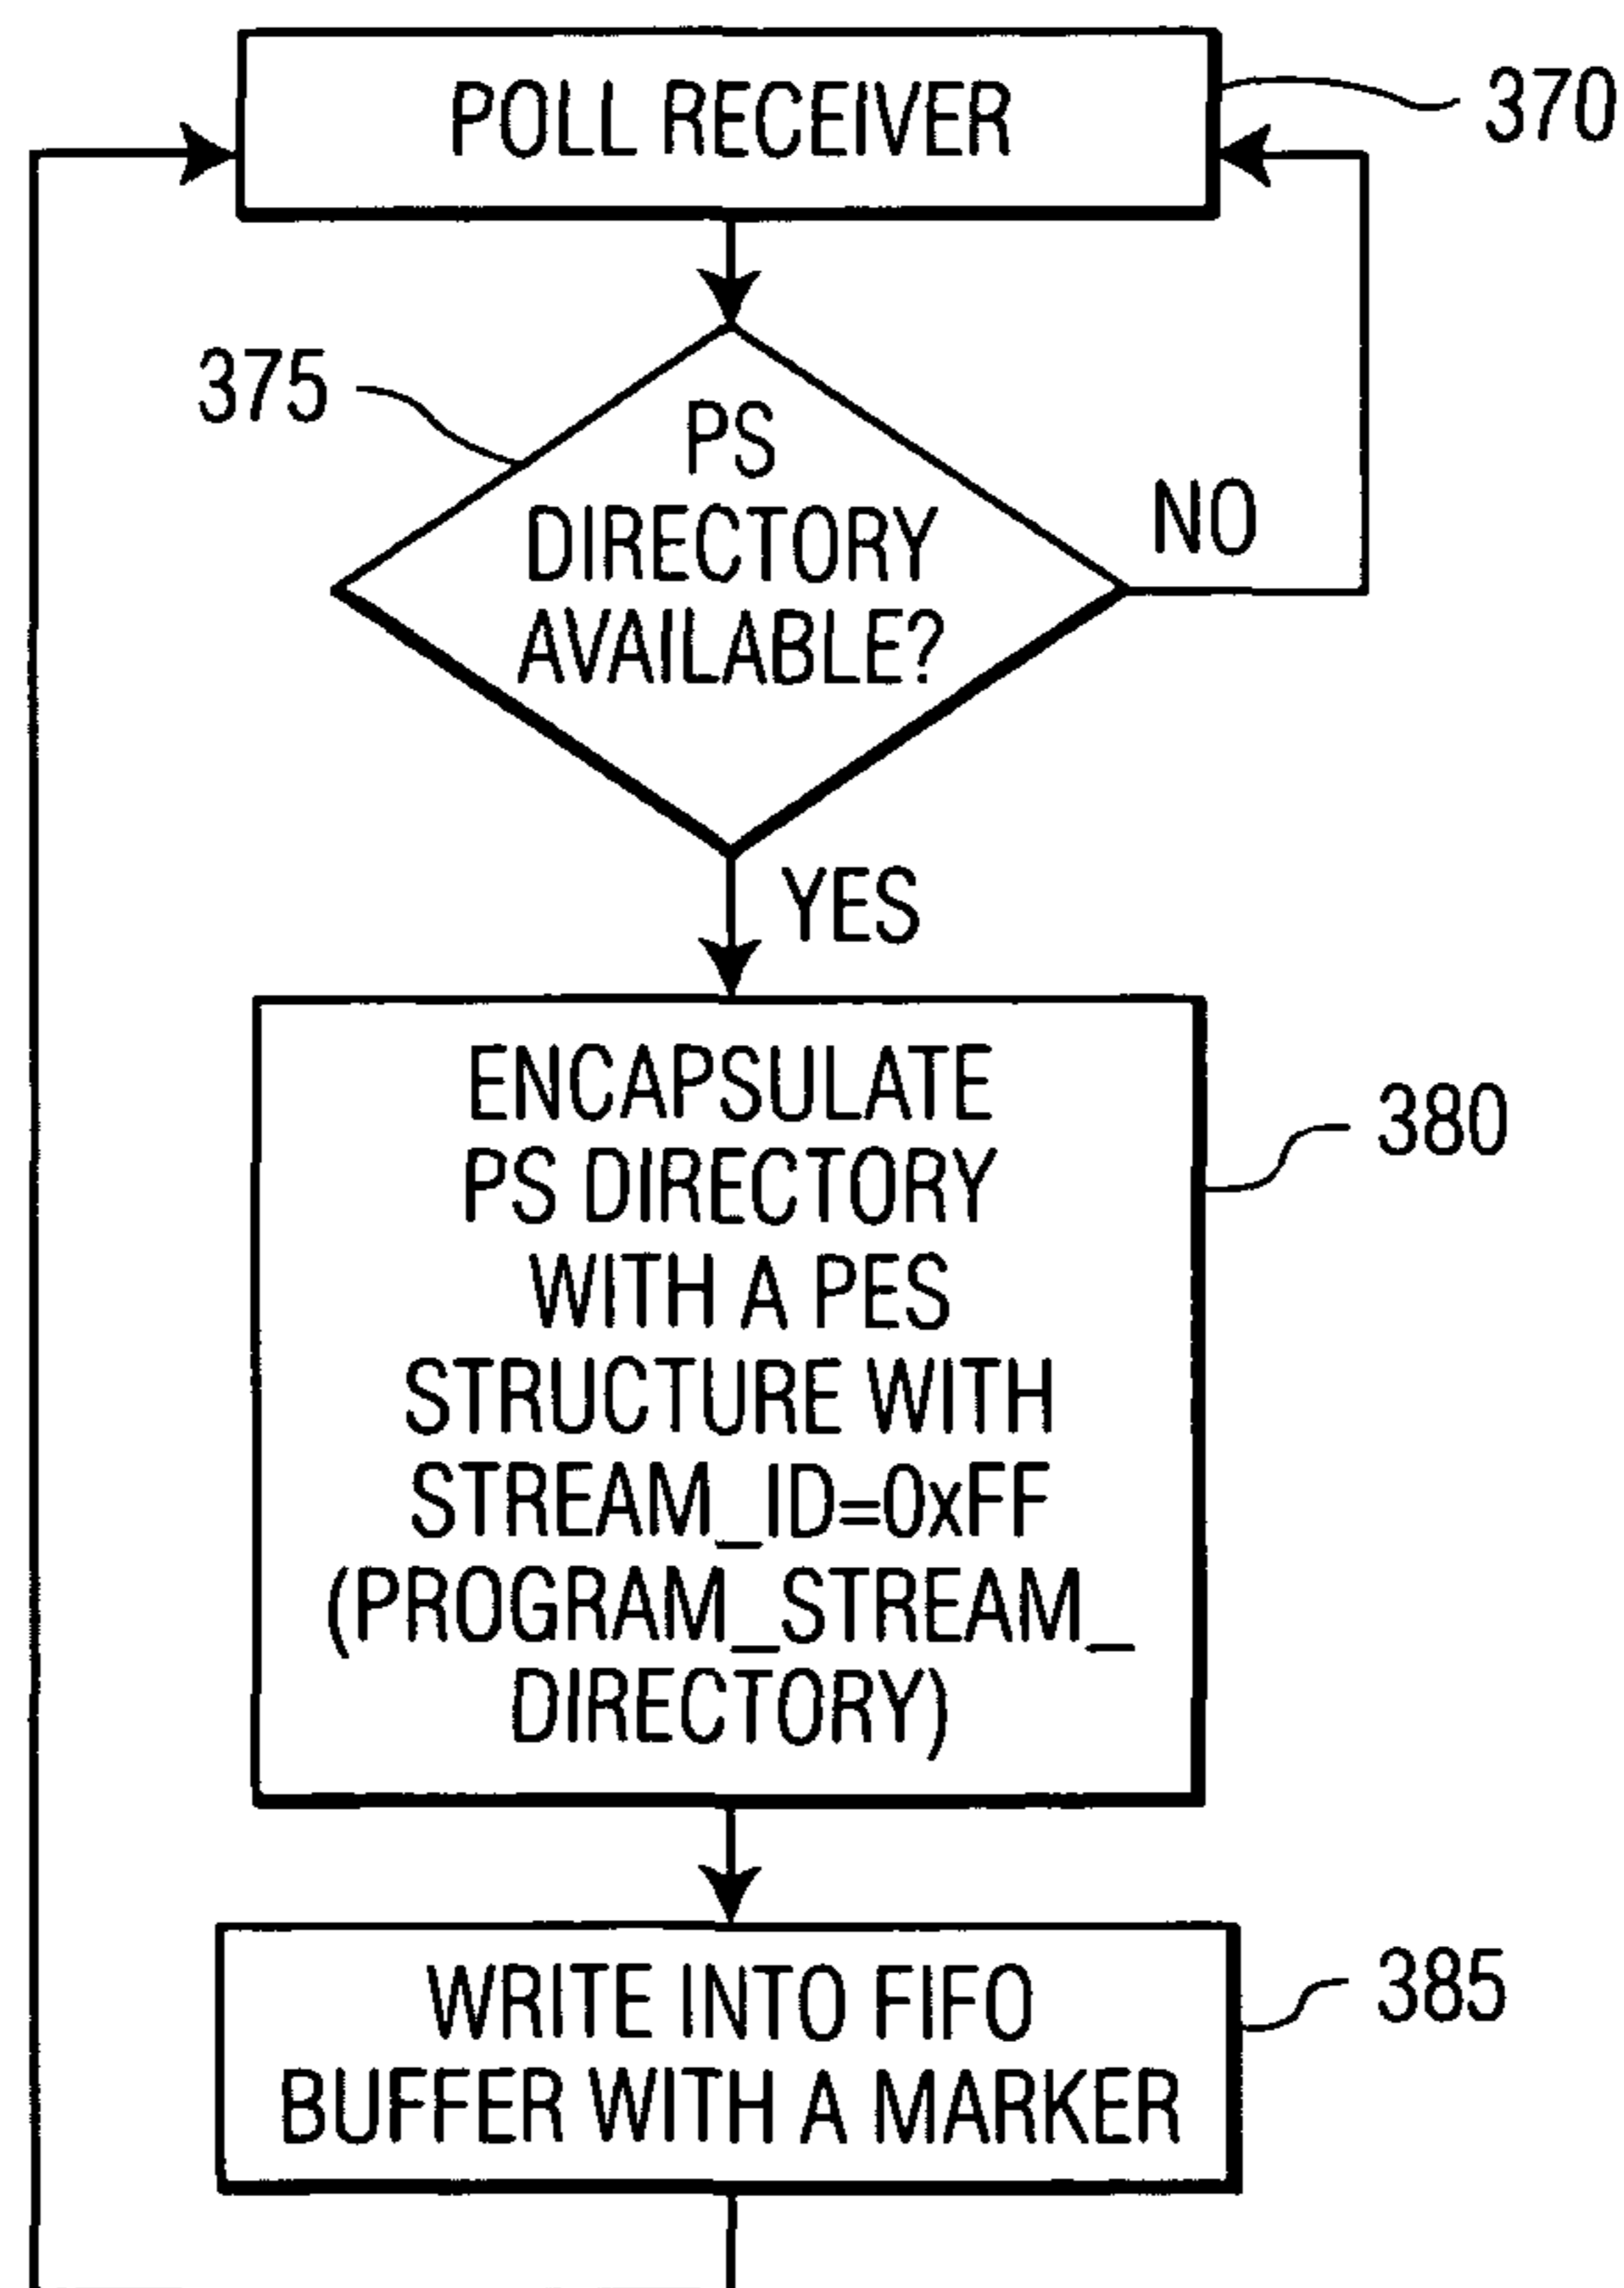 POLL RECEIVER
370
375
PS
DIRECTORY
AVAILABLE?
NO
YES
ENCAPSULATE
PS DIRECTORY
WITH A PES
STRUCTURE WITH
STREAM_ID=0xFF
(PROGRAM_STREAM_
DIRECTORY)
380
WRITE INTO FIFO
BUFFER WITH A MARKER
385